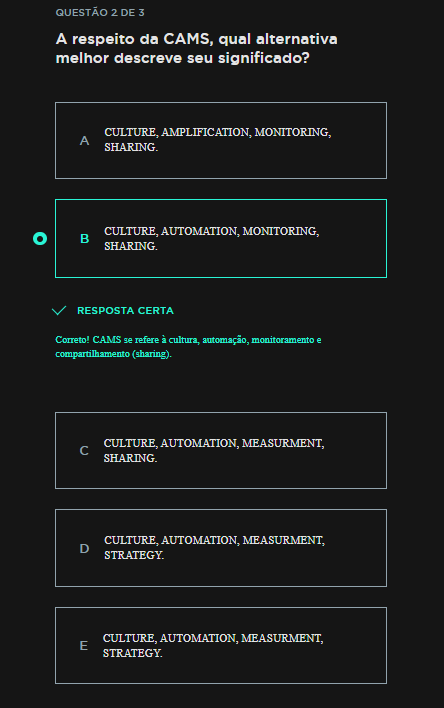 QUESTÃO 2 DE 3
A respeito da CAMS, qual alternativa
melhor descreve seu significado?
A
CULTURE, AMPLIFICATION, MONITORING,
SHARING.
B
CULTURE, AUTOMATION, MONITORING,
SHARING.
RESPOSTA CERTA
Correto! CAMS se refere à cultura, automação, monitoramento e
compartilhamento (sharing).
C
CULTURE, AUTOMATION, MEASURMENT,
SHARING.
D
CULTURE, AUTOMATION, MEASURMENT,
STRATEGY.
E
CULTURE, AUTOMATION, MEASURMENT,
STRATEGY.